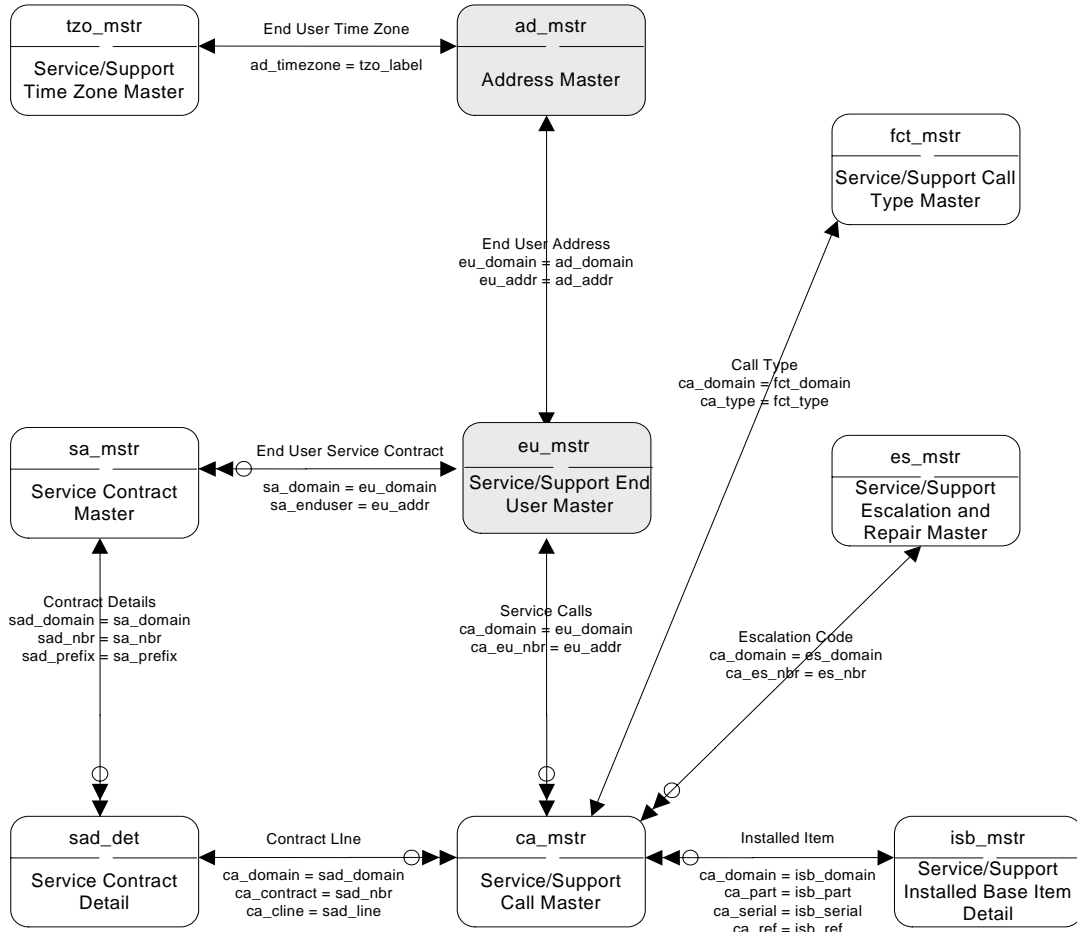 tzo_mstr
Service/Support
Time Zone Master
End User Time Zone
ad_timezone = tzo_label
ad_mstr
Address Master
fct_mstr
Service/Support Call
Type Master
End User Address
eu_domain = ad_domain
eu_addr = ad_addr
Call Type
ca_domain = fct_domain
ca_type = fct_type
sa_mstr
Service Contract
Master
End User Service Contract
sa_domain = eu_domain
sa_enduser = eu_addr
eu_mstr
Service/Support End
User Master
es_mstr
Service/Support
Escalation and
Repair Master
Contract Details
sad_domain = sa_domain
sad_nbr = sa_nbr
sad_prefix = sa_prefix
Service Calls
ca_domain = eu_domain
ca_eu_nbr = eu_addr
Escalation Code
ca_domain = es_domain
ca_es_nbr = es_nbr
sad_det
Service Contract
Detail
Contract LIne
ca_domain = sad_domain
ca_contract = sad_nbr
ca_cline = sad_line
ca_mstr
Service/Support
Call Master
Installed Item
ca_domain = isb_domain
ca_part = isb_part
ca_serial = isb_serial
ca_ref = isb_ref
isb_mstr
Service/Support
Installed Base Item
Detail